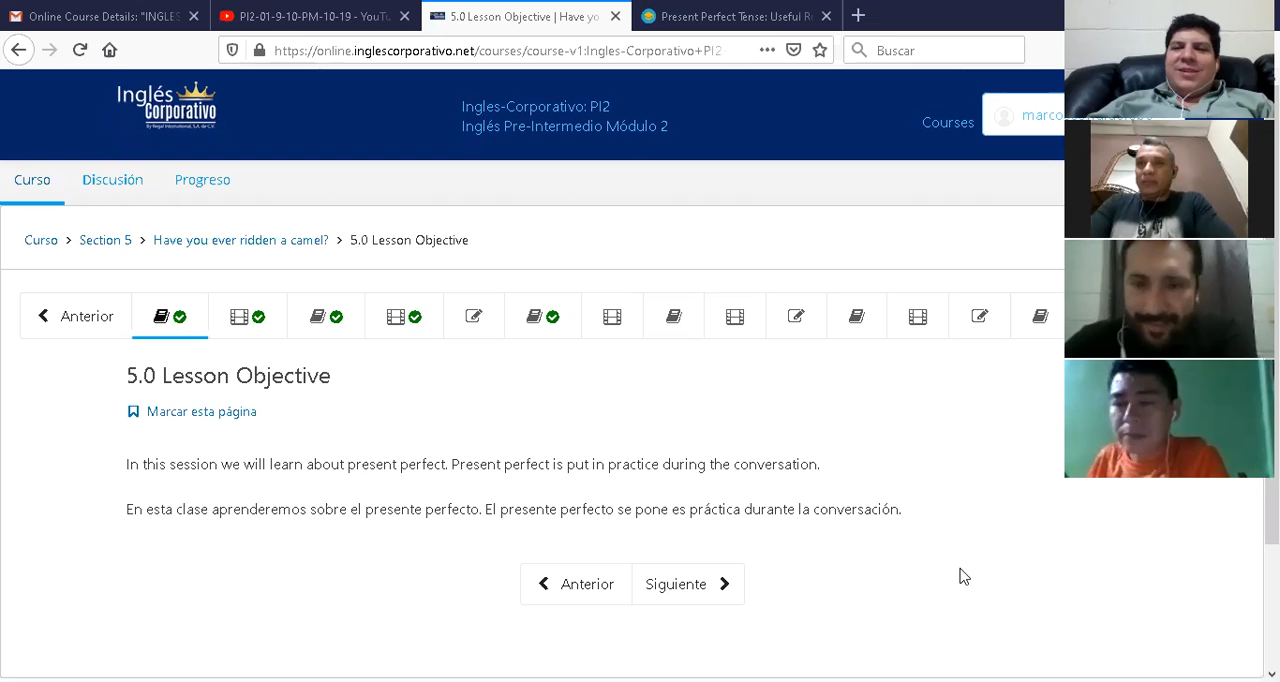 Online Course Details: "INGLES
PI2-01-9-10-PM-10-19 - YouTu
5.0 Lesson Objective | Have yo
Present Perfect Tense: Useful R
https://online.inglescorporativo.net/courses/course-v1:Ingles-Corporativo+PI2
Buscar
Inglés
Corporativo
Ingles-Corporativo: PI2
Inglés Pre-Intermedio Módulo 2
Courses
Curso
Discusión
Progreso
Curso > Section 5 > Have you ever ridden a camel? > 5.0 Lesson Objective
Anterior
5.0 Lesson Objective
Marcar esta página
In this session we will learn about present perfect. Present perfect is put in practice during the conversation.
En esta clase aprenderemos sobre el presente perfecto. El presente perfecto se pone es práctica durante la conversación.
Anterior
Siguiente